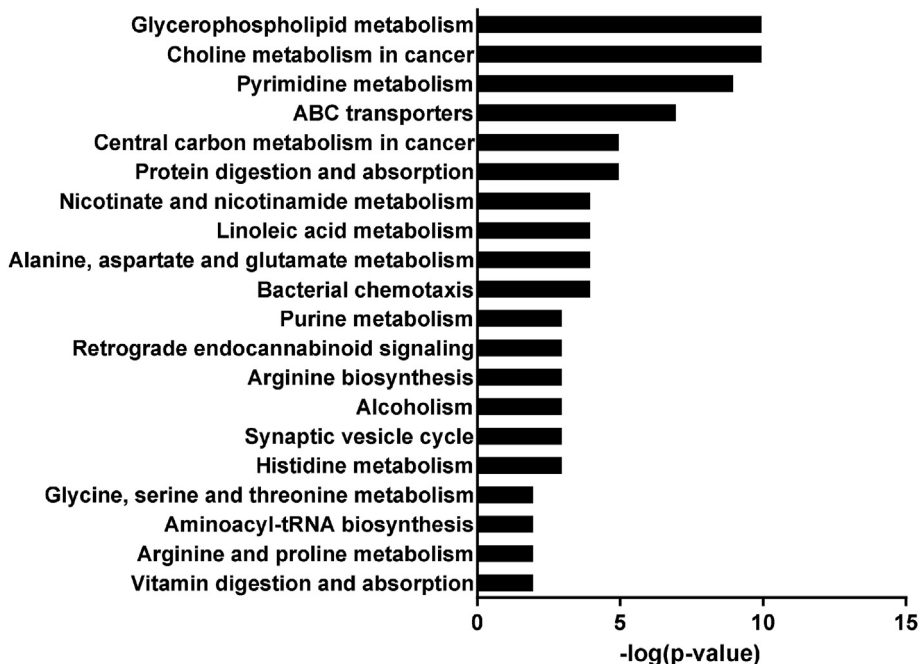 Glycerophospholipid metabolism
Choline metabolism in cancer
Pyrimidine metabolism
ABC transporters
Central carbon metabolism in cancer
Protein digestion and absorption
Nicotinate and nicotinamide metabolism
Linoleic acid metabolism
Alanine, aspartate and glutamate metabolism
Bacterial chemotaxis
Purine metabolism
Retrograde endocannabinoid signaling
Arginine biosynthesis
Alcoholism
Synaptic vesicle cycle
Histidine metabolism
Glycine, serine and threonine metabolism
Aminoacyl-tRNA biosynthesis
Arginine and proline metabolism
Vitamin digestion and absorption
0 5 10 15
-log(p-value)